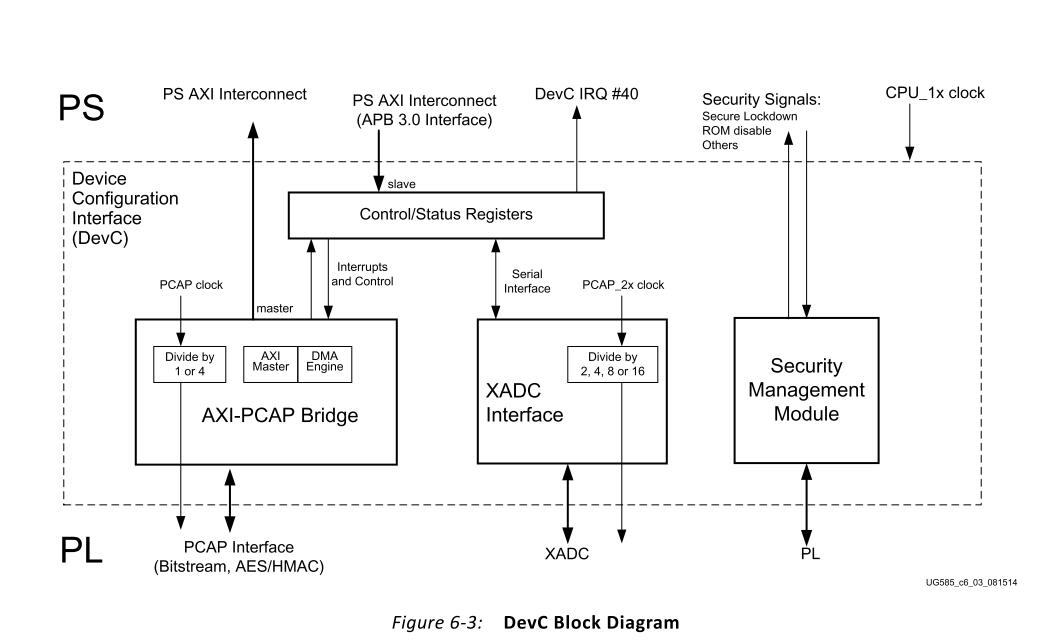 PS
PS AXI Interconnect
PS AXI Interconnect
(APB 3.0 Interface)
DevC IRQ #40
Security Signals:
Secure Lockdown
ROM disable
Others
CPU_1x clock
Device
Configuration
Interface
(DevC)
slave
Control/Status Registers
Interrupts
and Control
Serial
Interface
PCAP clock
master
PCAP_2x clock
Divide by
1 or 4
AXI
Master
DMA
Engine
AXI-PCAP Bridge
Divide by
2, 4, 8 or 16
XADC
Interface
Security
Management
Module
PL
PCAP Interface
(Bitstream, AES/HMAC)
XADC
PL
UG585_c6_03_081514
Figure 6-3: DevC Block Diagram